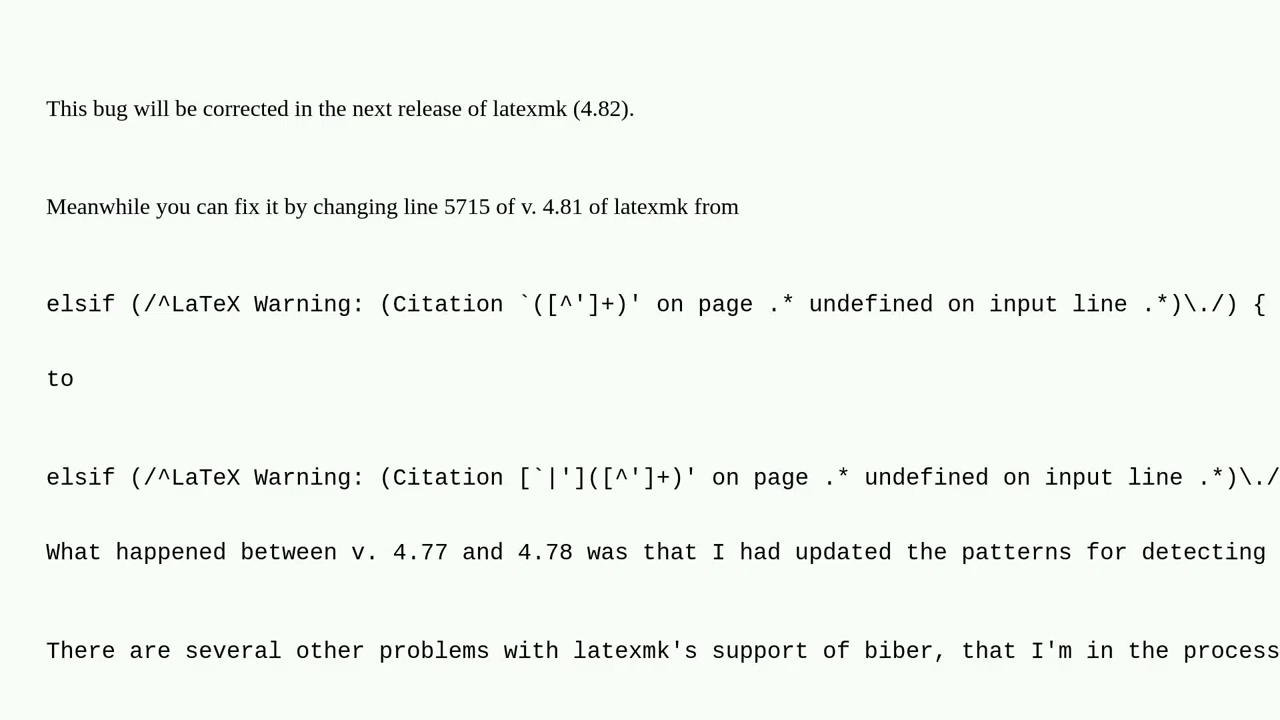 This bug will be corrected in the next release of latexmk (4.82).
Meanwhile you can fix it by changing line 5715 of v. 4.81 of latexmk from
elsif (/^LaTeX Warning: (Citation `([^']+)' on page .* undefined on input line .*)\./) {
to
elsif (/^LaTeX Warning: (Citation [`|']([^']+)' on page .* undefined on input line .*)\./
What happened between v. 4.77 and 4.78 was that I had updated the patterns for detecting
There are several other problems with latexmk's support of biber, that I'm in the process